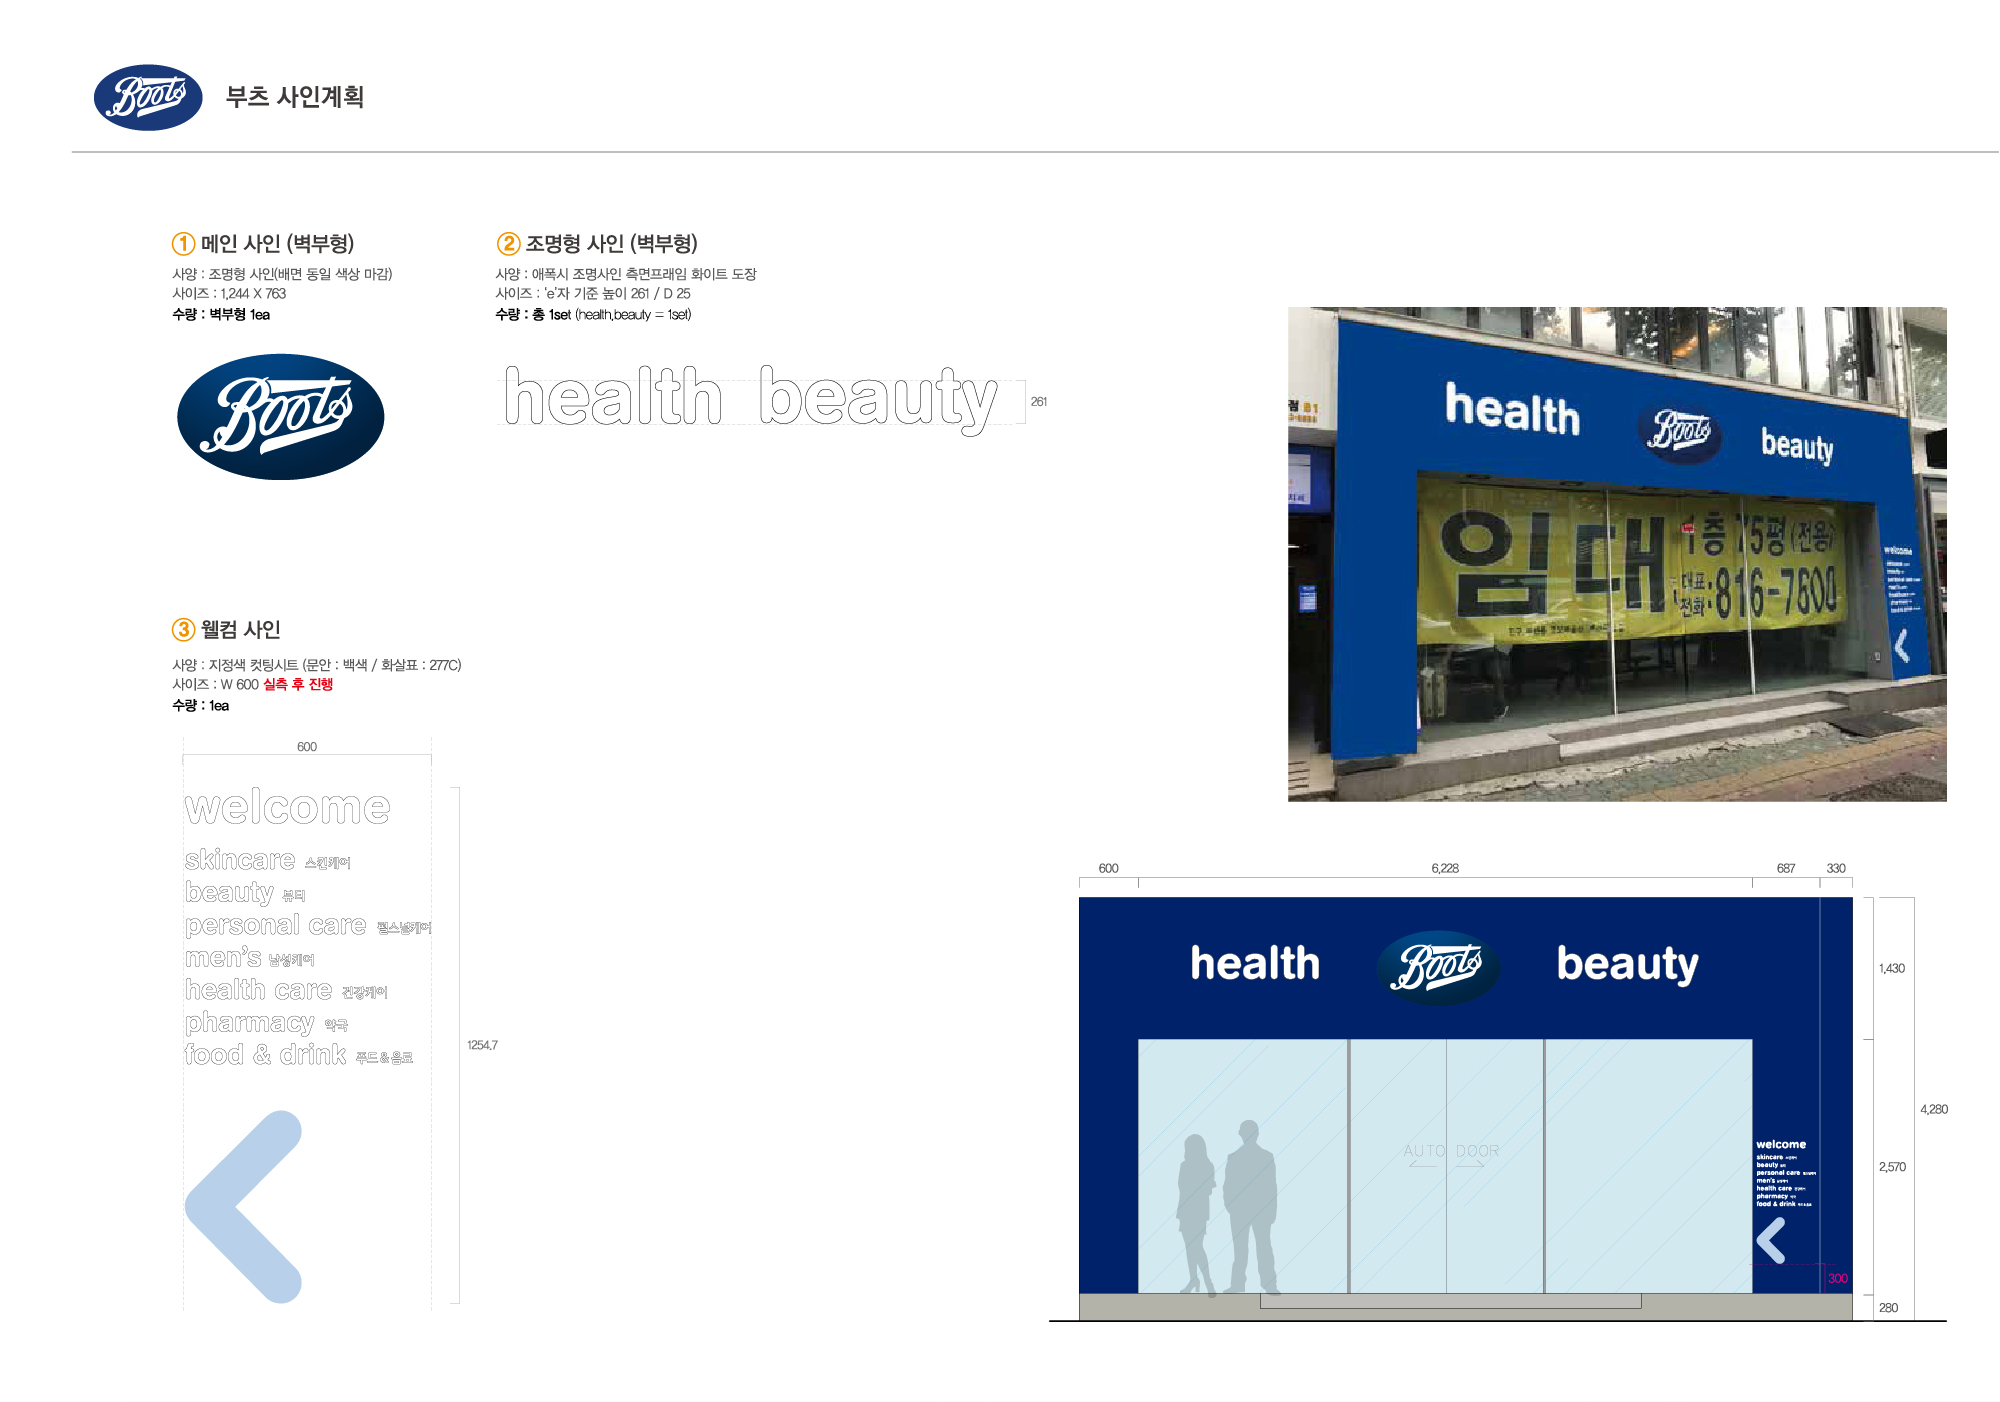 Boots 부츠 사인계획
① 메인 사인 (벽부형)
사양 : 조명형 사인(배면 동일 색상 마감)
사이즈 : 1,244 X 763
수량 : 벽부형 1ea
Boots
② 조명형 사인 (벽부형)
사양 : 애폭시 조명사인 측면프래임 화이트 도장
사이즈 : ‘e’자 기준 높이 261 / D 25
수량 : 총 1set (health,beauty = 1set)
health beauty
261
③ 웰컴 사인
사양 : 지정색 컷팅시트 (문안 : 백색 / 화살표 : 277C)
사이즈 : W 600 실측 후 진행
수량 : 1ea
600
welcome
skincare 스킨케어
beauty 뷰티
personal care 펄스널케어
men’s 남성케어
health care 건강케어
pharmacy 약국
food & drink 푸드&음료
1254.7
health Boots beauty
임대 1층 75평 (전용)
대표
전화:816-7600
welcome
600 6,228 687 330
health Boots beauty
1,430
4,280
AUTO DOOR
welcome
skincare
beauty
personal care
men's
health care
pharmacy
food & drink
2,570
300
280